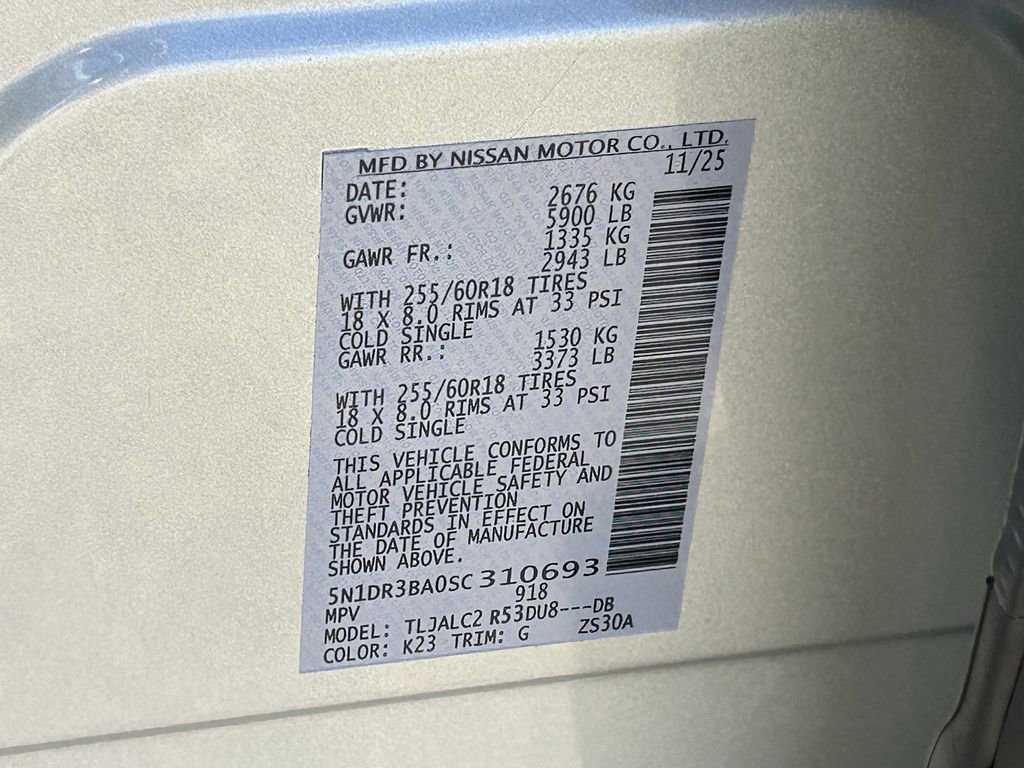 MFD BY NISSAN MOTOR CO., LTD.
DATE: 11/25
GVWR: 2676 KG
5900 LB
GAWR FR.: 1335 KG
2943 LB
WITH 255/60R18 TIRES
18 X 8.0 RIMS AT 33 PSI
COLD SINGLE
GAWR RR.: 1530 KG
3373 LB
WITH 255/60R18 TIRES
18 X 8.0 RIMS AT 33 PSI
COLD SINGLE
THIS VEHICLE CONFORMS TO
ALL APPLICABLE FEDERAL
MOTOR VEHICLE SAFETY AND
THEFT PREVENTION
STANDARDS IN EFFECT ON
THE DATE OF MANUFACTURE
SHOWN ABOVE.
5N1DR3BA0SC310693
MPV 918
MODEL: TLJALC2 R53DU8---DB
COLOR: K23 TRIM: G ZS30A